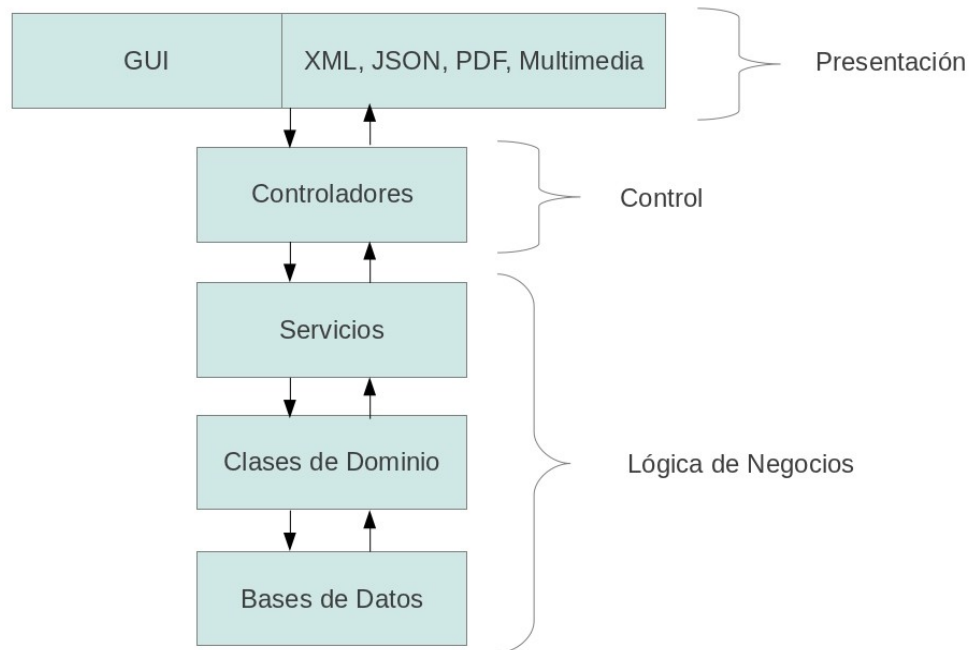 GUI
XML, JSON, PDF, Multimedia
Presentación
Controladores
Control
Servicios
Clases de Dominio
Lógica de Negocios
Bases de Datos